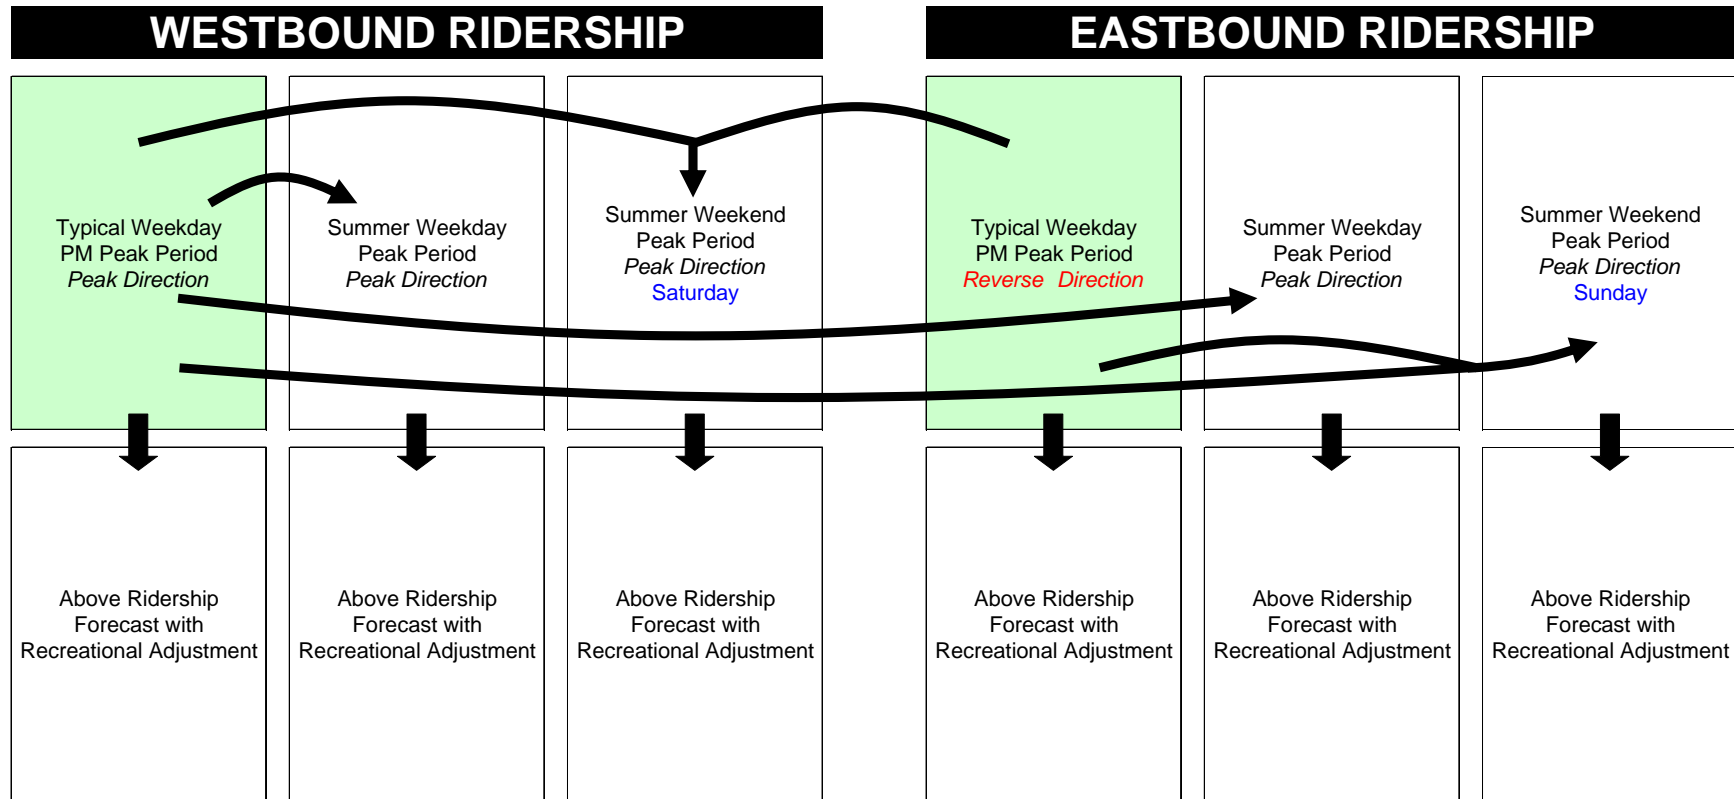 WESTBOUND RIDERSHIP
EASTBOUND RIDERSHIP
Typical Weekday
PM Peak Period
Peak Direction
Summer Weekday
Peak Period
Peak Direction
Summer Weekend
Peak Period
Peak Direction
Saturday
Typical Weekday
PM Peak Period
Reverse Direction
Summer Weekday
Peak Period
Peak Direction
Summer Weekend
Peak Period
Peak Direction
Sunday
Above Ridership
Forecast with
Recreational Adjustment
Above Ridership
Forecast with
Recreational Adjustment
Above Ridership
Forecast with
Recreational Adjustment
Above Ridership
Forecast with
Recreational Adjustment
Above Ridership
Forecast with
Recreational Adjustment
Above Ridership
Forecast with
Recreational Adjustment